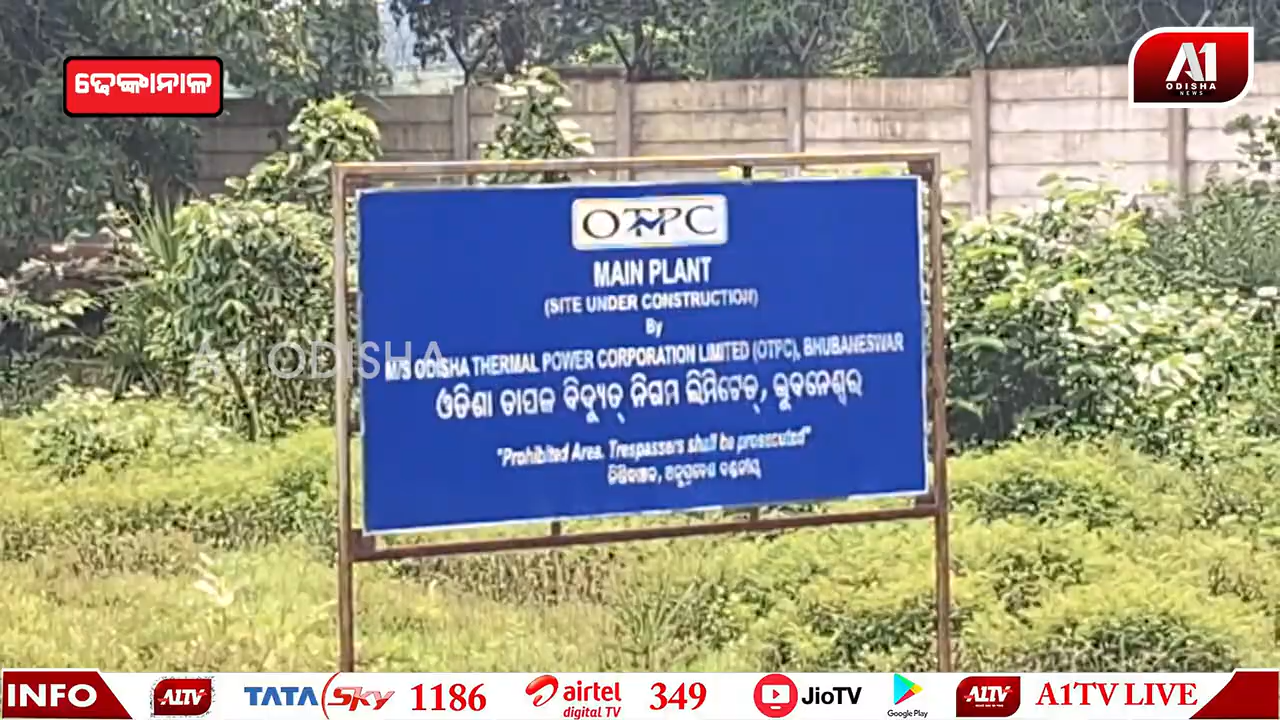 ଢେଙ୍କାନାଳ
A1
ODISHA
NEWS
OTPC
MAIN PLANT
(SITE UNDER CONSTRUCTION)
By
M/S ODISHA THERMAL POWER CORPORATION LIMITED (OTPC), BHUBANESWAR
ଓଡିଶା ତାପଜ ବିଦ୍ୟୁତ୍ ନିଗମ ଲିମିଟେଡ୍, ଭୁବନେଶ୍ୱର
"Prohibited Area. Trespassers shall be prosecuted"
A1 ODISHA
INFO A1TV TATA Sky 1186 airtel digital TV 349 JioTV Google Play A1TV A1TV LIVE